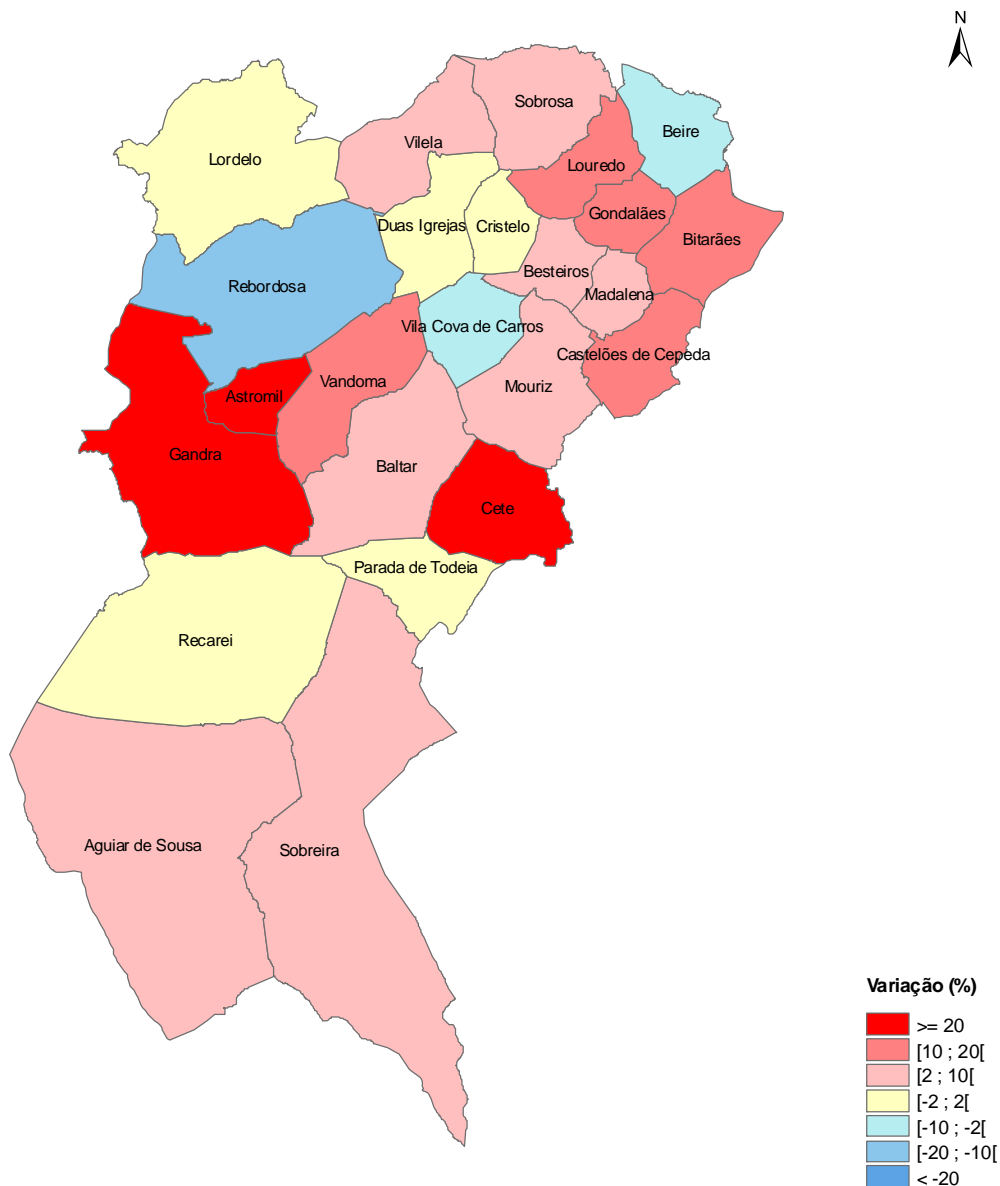 N
Sobrosa
Beire
Vilela
Lordelo
Louredo
Gondalães
Duas Igrejas
Cristelo
Bitarães
Besteiros
Rebordosa
Madalena
Vila Cova de Carros
Castelões de Cepeda
Vandoma
Mouriz
Astromil
Gandra
Baltar
Cete
Parada de Todeia
Recarei
Aguiar de Sousa
Sobreira
Variação (%)
>= 20
[10 ; 20[
[2 ; 10[
[-2 ; 2[
[-10 ; -2[
[-20 ; -10[
< -20